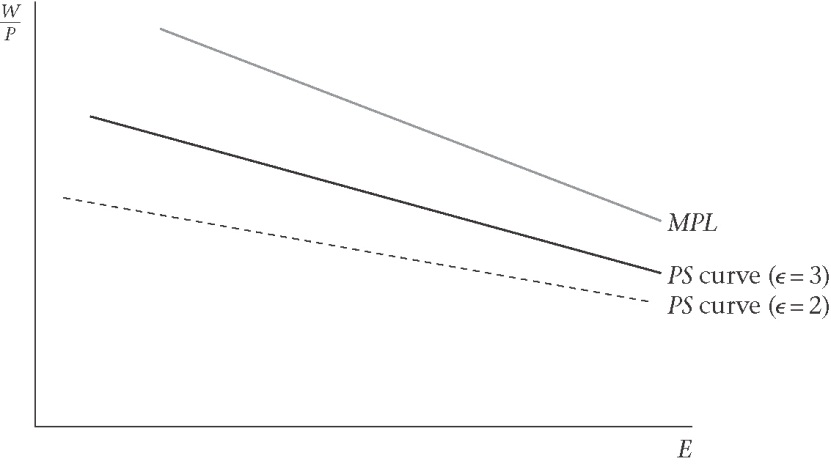 W
P
MPL
PS curve (ϵ = 3)
PS curve (ϵ = 2)
E